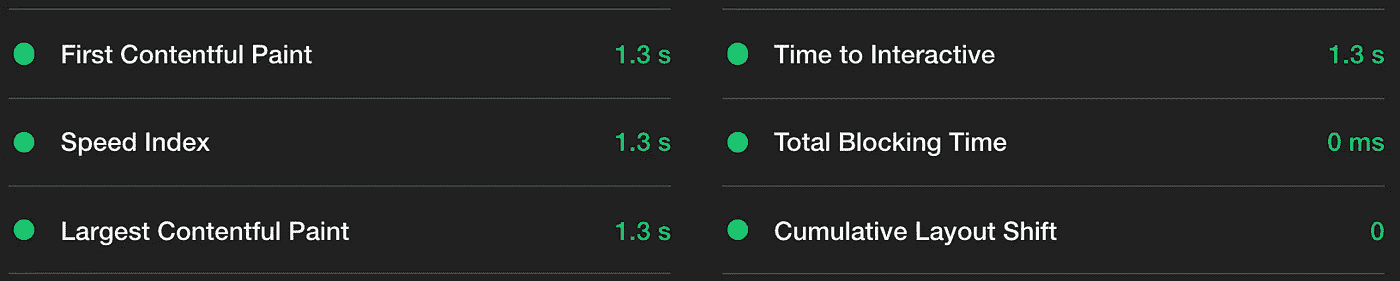 First Contentful Paint 1.3 s
Time to Interactive 1.3 s
Speed Index 1.3 s
Total Blocking Time 0 ms
Largest Contentful Paint 1.3 s
Cumulative Layout Shift 0